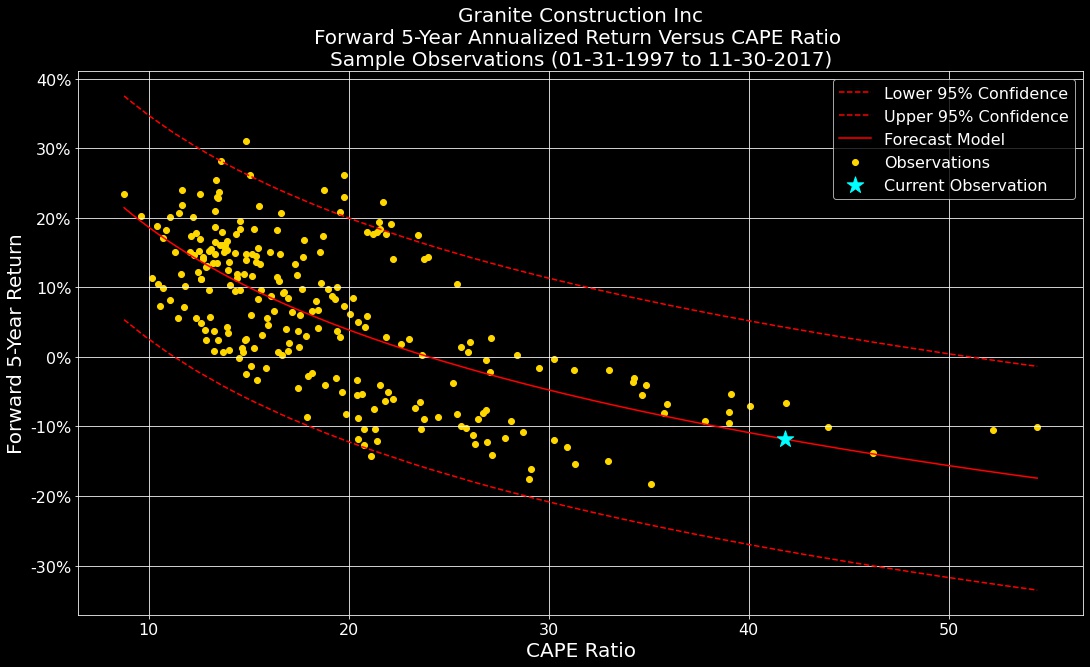 Granite Construction Inc
Forward 5-Year Annualized Return Versus CAPE Ratio
Sample Observations (01-31-1997 to 11-30-2017)
Lower 95% Confidence
Upper 95% Confidence
Forecast Model
Observations
Current Observation
Forward 5-Year Return
40%
30%
20%
10%
0%
-10%
-20%
-30%
10 20 30 40 50
CAPE Ratio